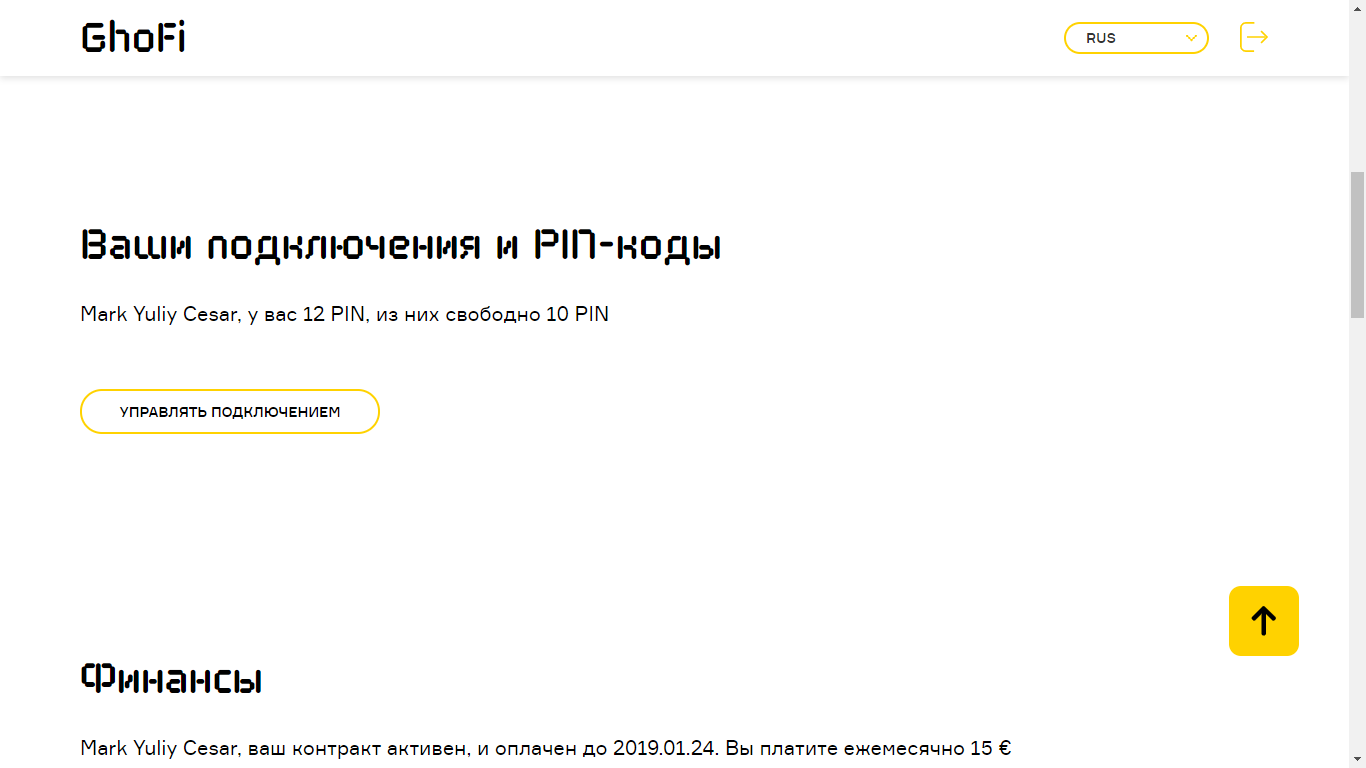 GhoFi
RUS
Ваши подключения и PIN-коды
Mark Yuliy Cesar, у вас 12 PIN, из них свободно 10 PIN
УПРАВЛЯТЬ ПОДКЛЮЧЕНИЕМ
Финансы
Mark Yuliy Cesar, ваш контракт активен, и оплачен до 2019.01.24. Вы платите ежемесячно 15 €